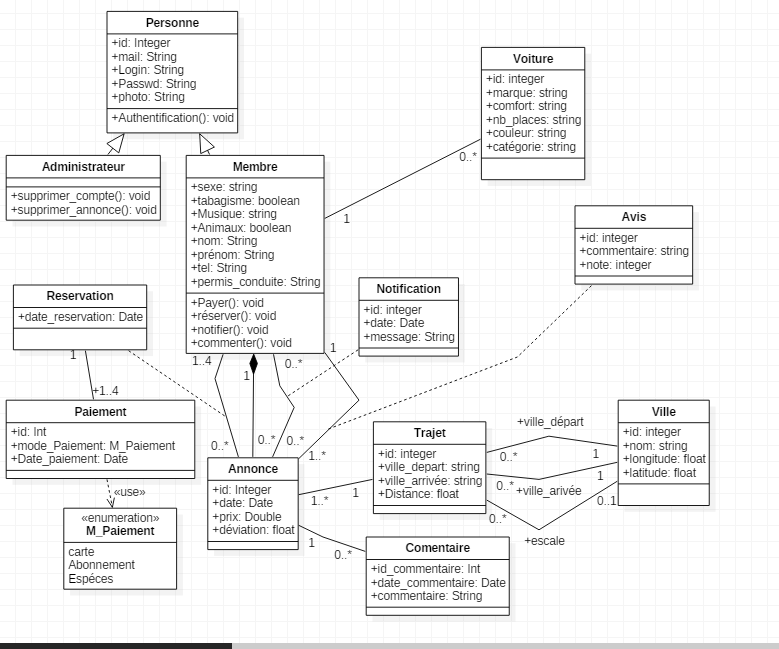 Personne
+id: Integer
+mail: String
+Login: String
+Passwd: String
+photo: String
+Authentification(): void
Voiture
+id: integer
+marque: string
+comfort: string
+nb_places: string
+couleur: string
+catégorie: string
0..*
1
Administrateur
+supprimer_compte(): void
+supprimer_annonce(): void
Membre
+sexe: string
+tabagisme: boolean
+Musique: string
+Animaux: boolean
+nom: String
+prénom: String
+tel: String
+permis_conduite: String
+Payer(): void
+réserver(): void
+notifier(): void
+commenter(): void
Avis
+id: integer
+commentaire: string
+note: integer
Reservation
+date_reservation: Date
Notification
+id: integer
+date: Date
+message: String
1
+1..4
1..4
1
0..*
1
0..*
0..*
0..*
1..*
Paiement
+id: Int
+mode_Paiement: M_Paiement
+Date_paiement: Date
«use»
«enumeration»
M_Paiement
carte
Abonnement
Espéces
Annonce
+id: Integer
+date: Date
+prix: Double
+déviation: float
1..*
1
1
0..*
Trajet
+id: integer
+ville_depart: string
+ville_arrivée: string
+Distance: float
+ville_départ
0..*
1
0..*
+ville_arivée
1
0..*
0..1
+escale
Ville
+id: integer
+nom: string
+longitude: float
+latitude: float
Comentaire
+id_commentaire: Int
+date_commentaire: Date
+commentaire: String